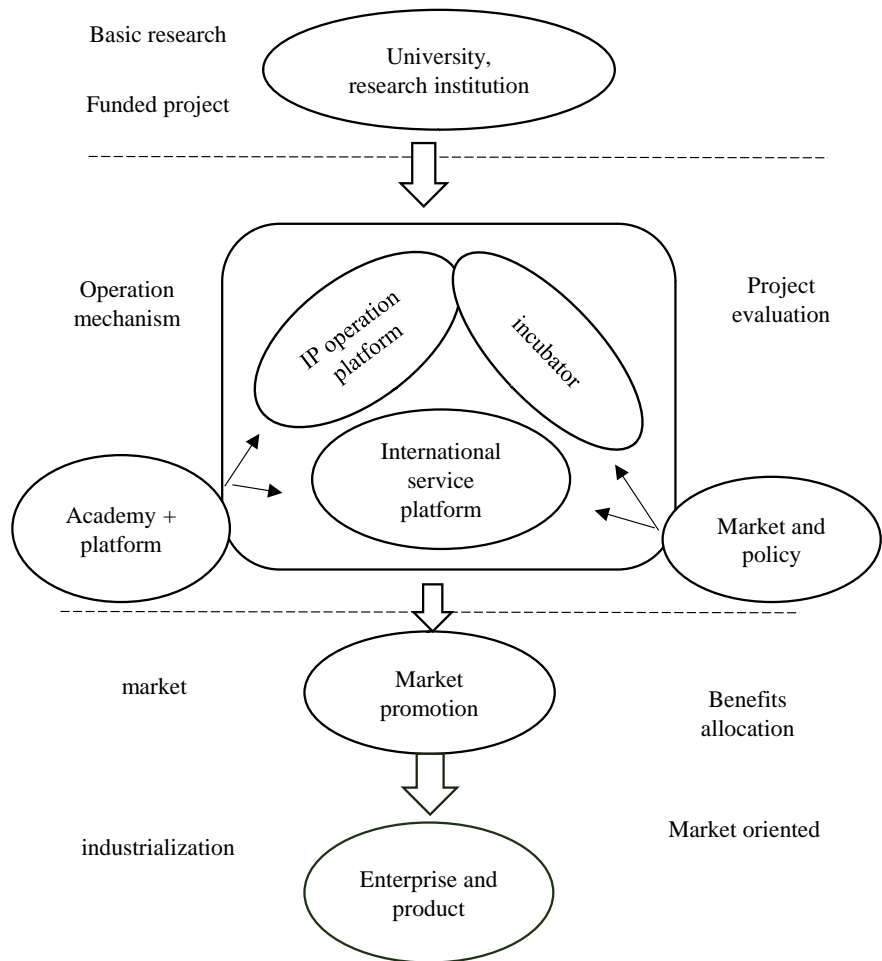 Basic research
University,
research institution
Funded project
Operation
mechanism
IP operation
platform
incubator
Project
evaluation
International
service
platform
Academy +
platform
Market and
policy
market
Market
promotion
Benefits
allocation
industrialization
Market oriented
Enterprise and
product